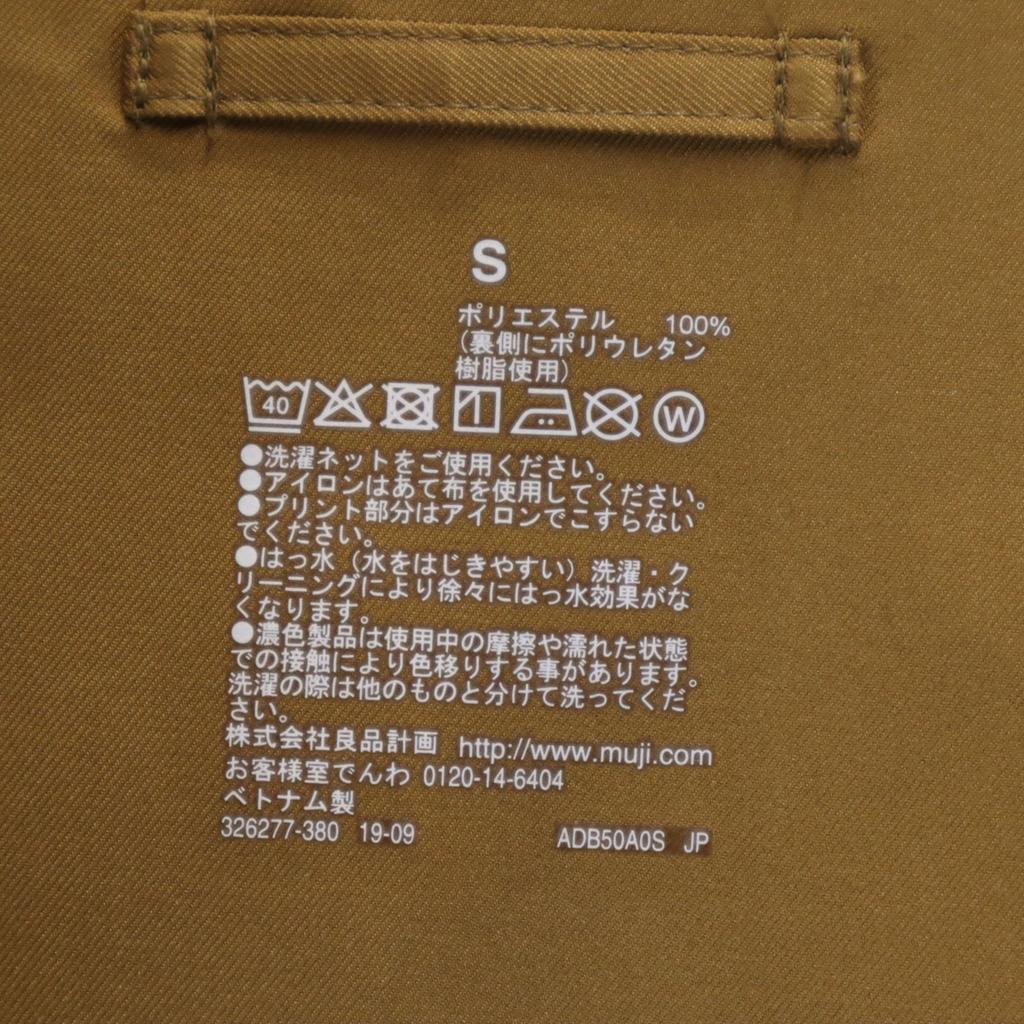 S
ポリエステル 100%
(裏側にポリウレタン
樹脂使用)
40 W
●洗濯ネットをご使用ください。
●アイロンはあて布を使用してください。
●プリント部分はアイロンでこすらない
でください。
●はっ水（水をはじきやすい）洗濯・ク
リーニングにより徐々にはっ水効果がな
くなります。
●濃色製品は使用中の摩擦や濡れた状態
での接触により色移りする事があります。
洗濯の際は他のものと分けて洗ってくだ
さい。
株式会社良品計画 http://www.muji.com
お客様室でんわ 0120-14-6404
ベトナム製
326277-380 19-09 ADB50A0S JP